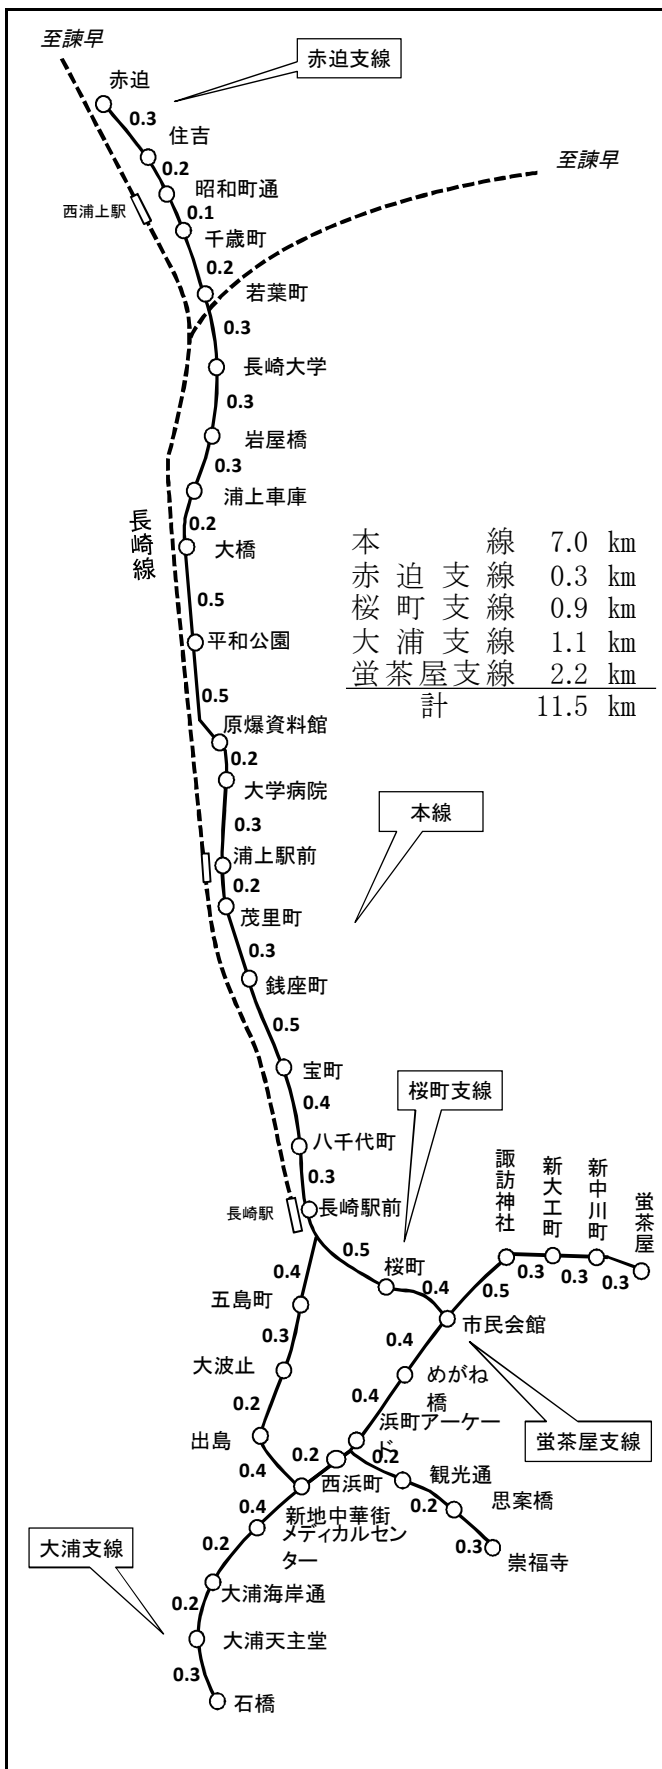 至諫早
赤迫支線
赤迫
0.3
住吉
至諫早
0.2
昭和町通
西浦上駅
0.1
千歳町
0.2
若葉町
0.3
長崎大学
0.3
岩屋橋
0.3
浦上車庫
長崎線
0.2
大橋
本線 7.0 km
赤迫支線 0.3 km
桜町支線 0.9 km
大浦支線 1.1 km
蛍茶屋支線 2.2 km
計 11.5 km
0.5
平和公園
0.5
原爆資料館
0.2
大学病院
本線
0.3
浦上駅前
0.2
茂里町
0.3
銭座町
0.5
宝町
桜町支線
0.4
八千代町
0.3
長崎駅
長崎駅前
諏訪神社
新大工町
新中川町
蛍茶屋
0.5
桜町
0.4
0.5
0.3
0.3
0.3
市民会館
0.4
五島町
0.3
大波止
0.2
出島
0.4
0.4
めがね
橋
0.4
浜町アーケー
ド
蛍茶屋支線
0.2
西浜町
0.2
観光通
0.2
思案橋
0.3
崇福寺
新地中華街
0.4
メディカルセン
ター
0.2
大浦支線
大浦海岸通
0.2
大浦天主堂
0.3
石橋